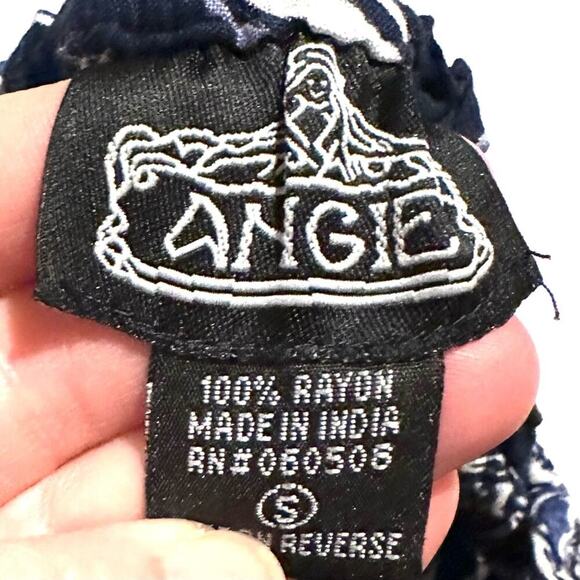 ANGIE
100% RAYON
MADE IN INDIA
RN#060506
S
REVERSE